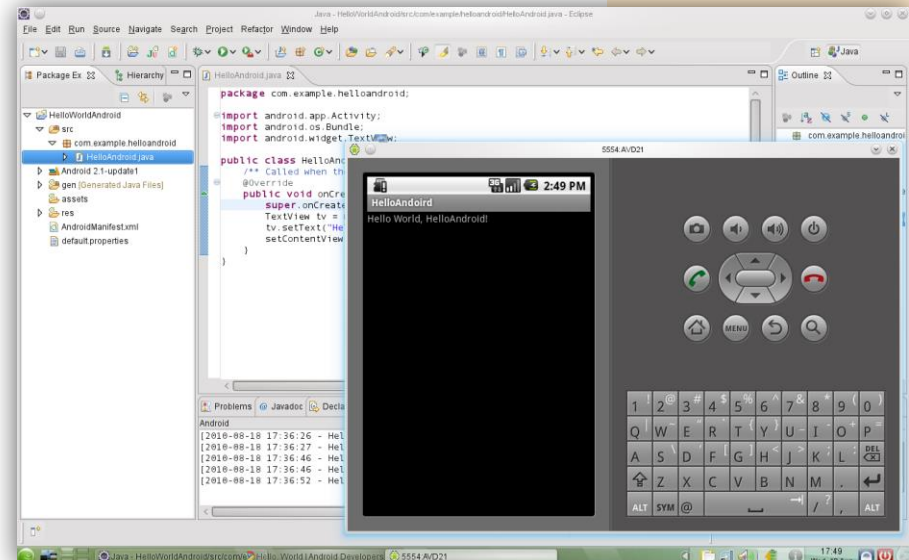 Java - HelloWorldAndroid/src/com/example/helloandroid/HelloAndroid.java - Eclipse
File Edit Run Source Navigate Search Project Refactor Window Help
Java
Package Ex
Hierarchy
HelloAndroid.java
Outline
HelloWorldAndroid
src
com.example.helloandroid
HelloAndroid.java
Android 2.1-update1
gen [Generated Java Files]
assets
res
AndroidManifest.xml
default.properties
package com.example.helloandroid;
import android.app.Activity;
import android.os.Bundle;
import android.widget.TextView;
public class HelloAnd
/** Called when th
@Override
public void onCre
super.onCreate
TextView tv =
tv.setText("He
setContentView
}
}
com.example.helloandroi
5554:AVD21
2:49 PM
HelloAndoird
Hello World, HelloAndroid!
MENU
1 ! 2 @ 3 # 4 $ 5 % 6 ^ 7 & 8 * 9 ( 0 )
Q | W ~ E " R ` T { Y } U - I - O + P =
A S \ D ' F [ G ] H < J > K ; L : DEL
Z X C V B N M .
ALT SYM @ / ? , ALT
Problems
Javadoc
Decla
Android
[2010-08-18 17:36:26 - Hel
[2010-08-18 17:36:27 - Hel
[2010-08-18 17:36:46 - Hel
[2010-08-18 17:36:46 - Hel
[2010-08-18 17:36:52 - Hel
Java - HelloWorldAndroid/src/com/e
Hello, World | Android Developers
5554:AVD21
17:49